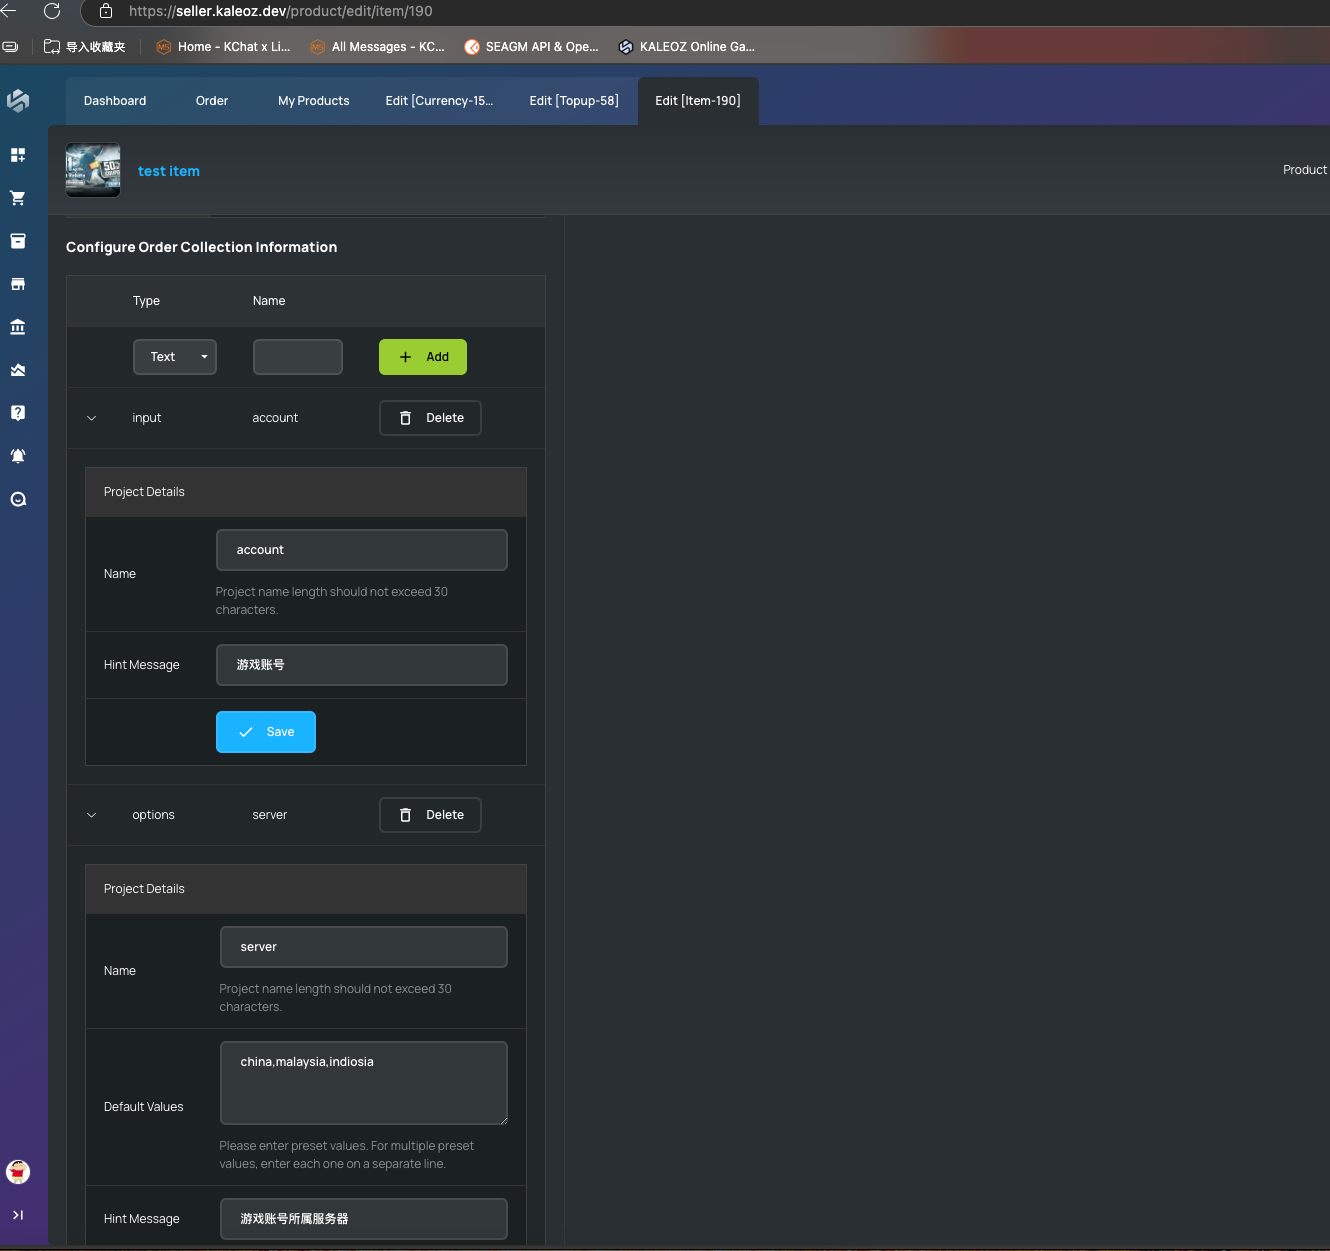 https://seller.kaleoz.dev/product/edit/item/190
导入收藏夹
Home - KChat x Li...
All Messages - KC...
SEAGM API & Ope...
KALEOZ Online Ga...
Dashboard
Order
My Products
Edit [Currency-15...
Edit [Topup-58]
Edit [Item-190]
test item
Product
Configure Order Collection Information
Type
Name
Text
Add
input
account
Delete
Project Details
Name
account
Project name length should not exceed 30
characters.
Hint Message
游戏账号
Save
options
server
Delete
Project Details
Name
server
Project name length should not exceed 30
characters.
Default Values
china,malaysia,indiosia
Please enter preset values. For multiple preset
values, enter each one on a separate line.
Hint Message
游戏账号所属服务器